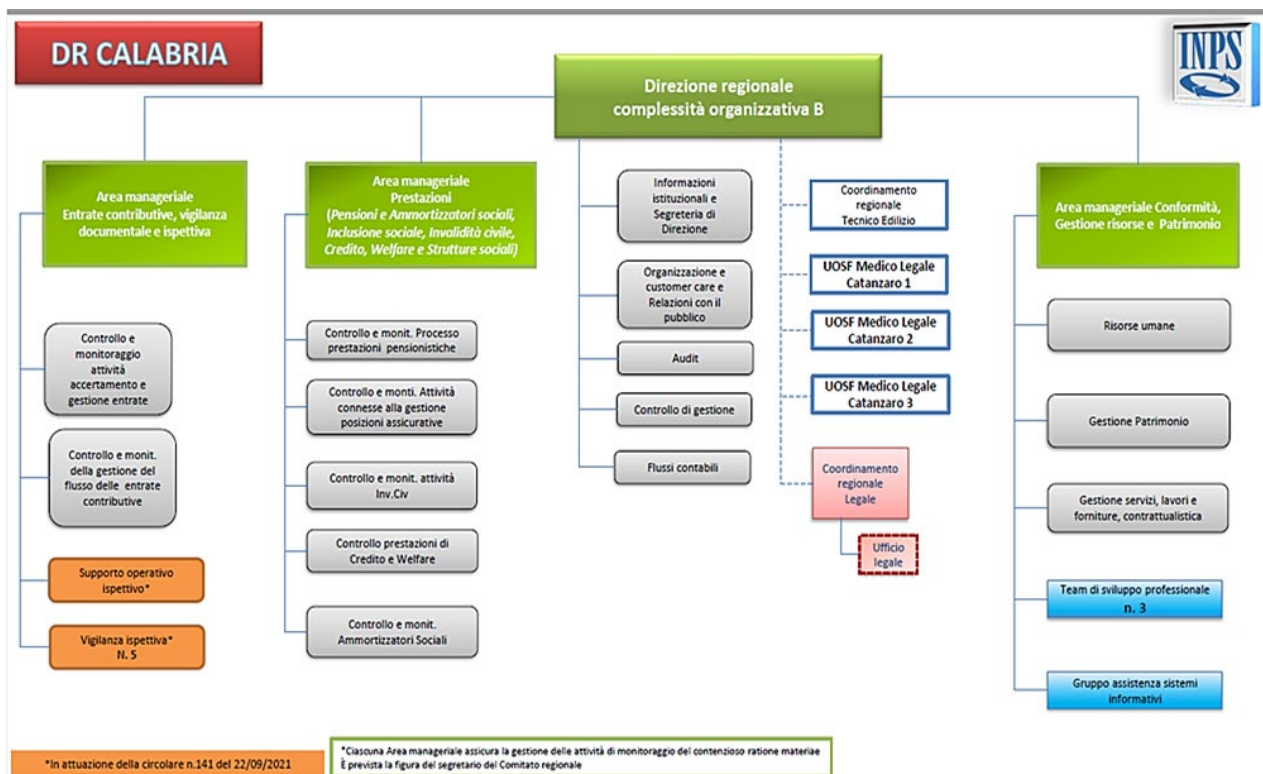 DR CALABRIA
INPS
Direzione regionale
complessità organizzativa B
Area manageriale
Entrate contributive, vigilanza
documentale e ispettiva
Controllo e
monitoraggio
attività
accertamento e
gestione entrate
Controllo e monit.
della gestione del
flusso delle entrate
contributive
Supporto operativo
ispettivo*
Vigilanza ispettiva*
N. 5
Area manageriale
Prestazioni
(Pensioni e Ammortizzatori sociali,
Inclusione sociale, Invalidità civile,
Credito, Welfare e Strutture sociali)
Controllo e monit. Processo
prestazioni pensionistiche
Controllo e monti. Attività
connesse alla gestione
posizioni assicurative
Controllo e monit. attività
Inv.Civ
Controllo prestazioni di
Credito e Welfare
Controllo e monit.
Ammortizzatori Sociali
Informazioni
istituzionali e
Segreteria di
Direzione
Organizzazione e
customer care e
Relazioni con il
pubblico
Audit
Controllo di gestione
Flussi contabili
Coordinamento
regionale
Tecnico Edilizio
UOSF Medico Legale
Catanzaro 1
UOSF Medico Legale
Catanzaro 2
UOSF Medico Legale
Catanzaro 3
Coordinamento
regionale
Legale
Ufficio
legale
Area manageriale Conformità,
Gestione risorse e Patrimonio
Risorse umane
Gestione Patrimonio
Gestione servizi, lavori e
forniture, contrattualistica
Team di sviluppo professionale
n. 3
Gruppo assistenza sistemi
informativi
*In attuazione della circolare n.141 del 22/09/2021
*Ciascuna Area manageriale assicura la gestione delle attività di monitoraggio del contenzioso ratione materiae
È prevista la figura del segretario del Comitato regionale